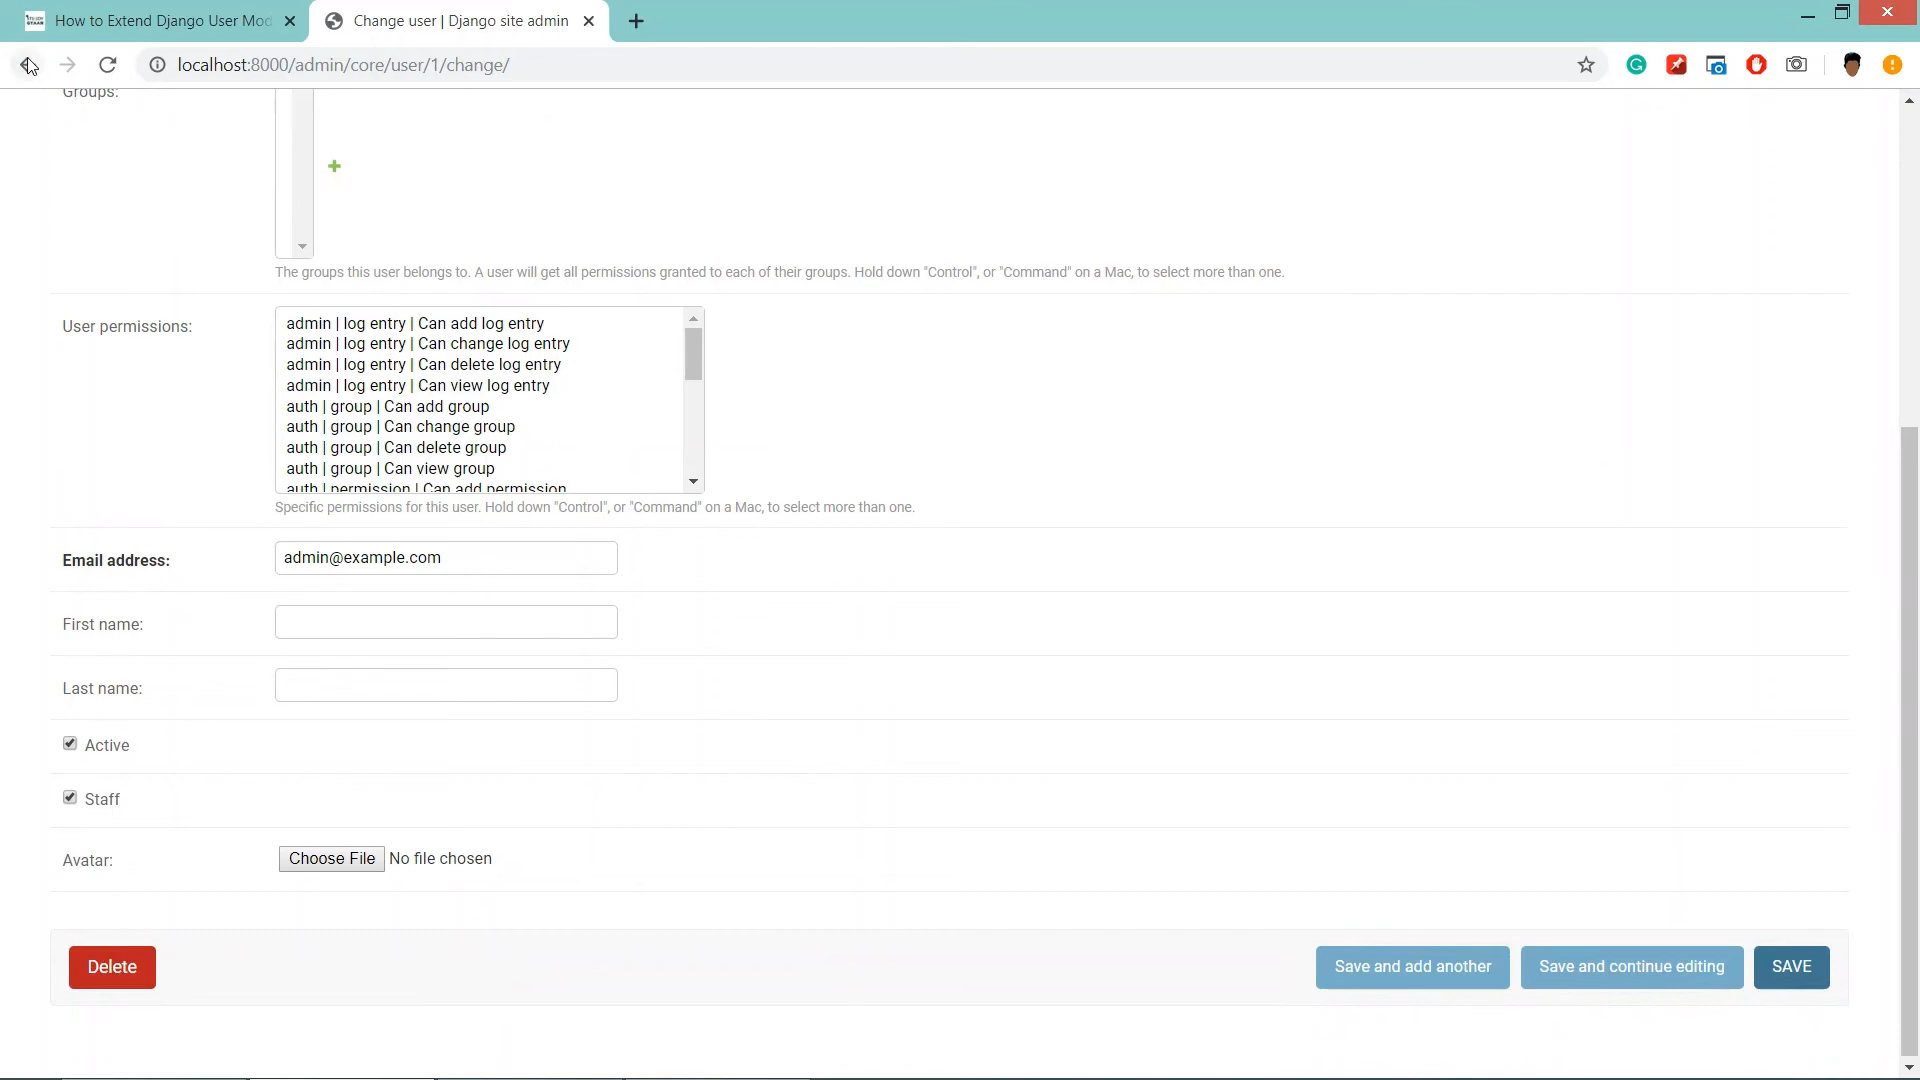 How to Extend Django User Mod
Change user | Django site admin
localhost:8000/admin/core/user/1/change/
Groups:
The groups this user belongs to. A user will get all permissions granted to each of their groups. Hold down "Control", or "Command" on a Mac, to select more than one.
User permissions:
admin | log entry | Can add log entry
admin | log entry | Can change log entry
admin | log entry | Can delete log entry
admin | log entry | Can view log entry
auth | group | Can add group
auth | group | Can change group
auth | group | Can delete group
auth | group | Can view group
auth | permission | Can add permission
Specific permissions for this user. Hold down "Control", or "Command" on a Mac, to select more than one.
Email address:
admin@example.com
First name:
Last name:
Active
Staff
Avatar:
Choose File No file chosen
Delete
Save and add another
Save and continue editing
SAVE